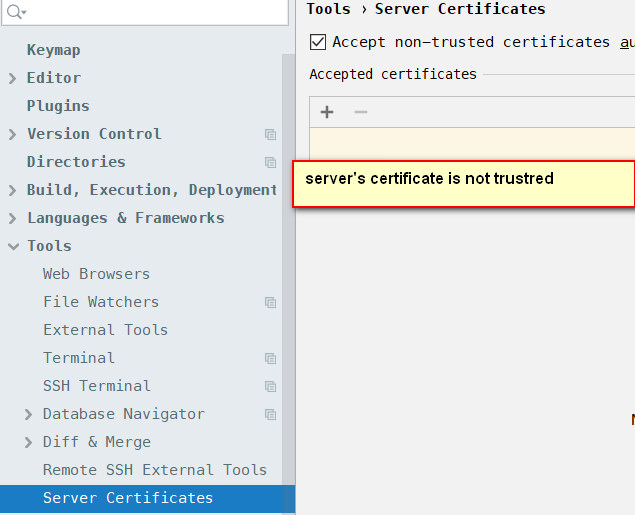 Tools › Server Certificates
Accept non-trusted certificates au
Accepted certificates
Keymap
Editor
Plugins
Version Control
Directories
Build, Execution, Deployment
Languages & Frameworks
Tools
Web Browsers
File Watchers
External Tools
Terminal
SSH Terminal
Database Navigator
Diff & Merge
Remote SSH External Tools
Server Certificates
server's certificate is not trustred